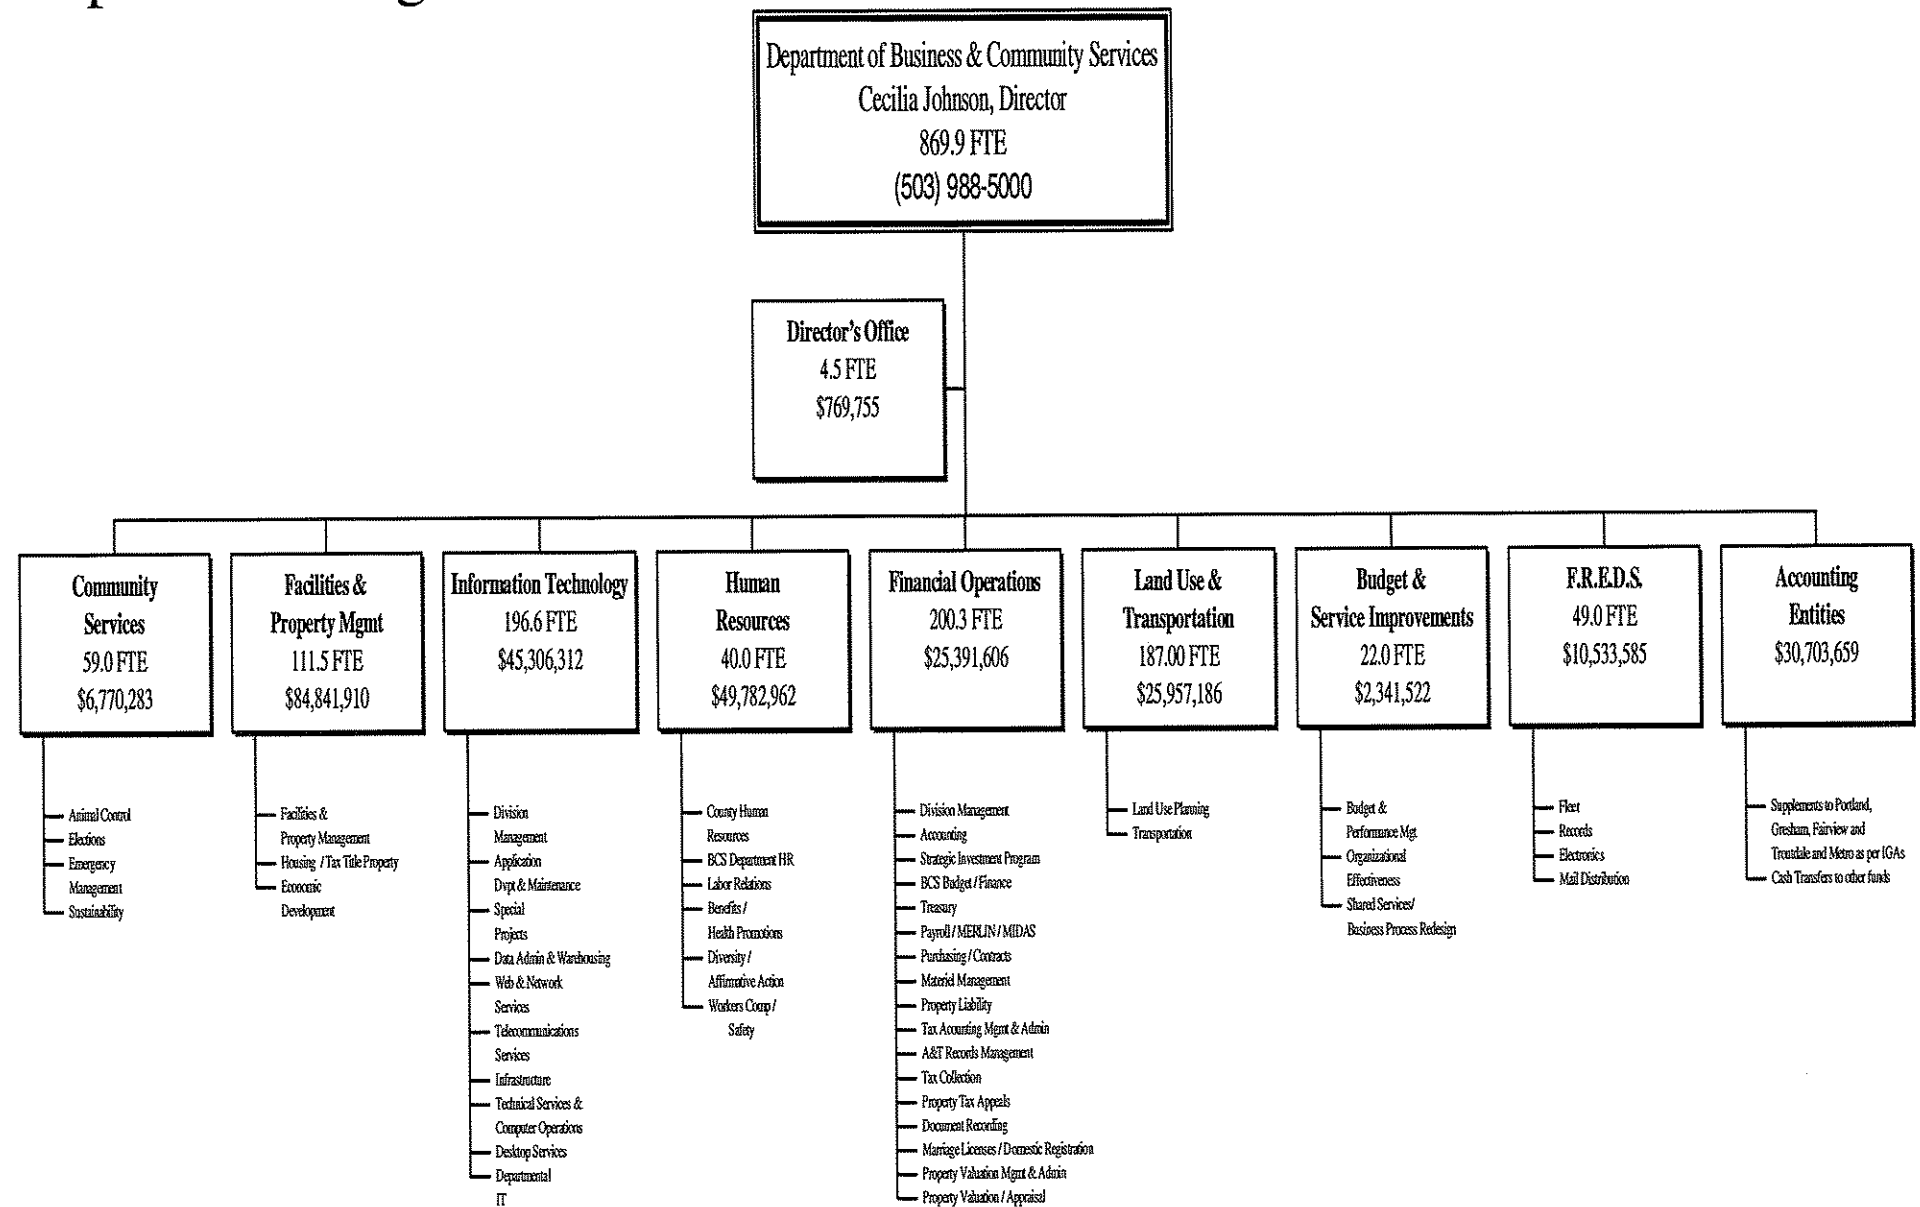 Department of Business & Community Services
Cecilia Johnson, Director
869.9 FTE
(503) 988-5000
Director's Office
4.5 FTE
$769,755
Community
Services
59.0 FTE
$6,770,283
Facilities &
Property Mgmt
111.5 FTE
$84,841,910
Information Technology
196.6 FTE
$45,306,312
Human
Resources
40.0 FTE
$49,782,962
Financial Operations
200.3 FTE
$25,391,606
Land Use &
Transportation
187.00 FTE
$25,957,186
Budget &
Service Improvements
22.0 FTE
$2,341,522
F.R.E.D.S.
49.0 FTE
$10,533,585
Accounting
Entities
$30,703,659
Animal Control
Elections
Emergency
Management
Sustainability
Facilities &
Property Management
Housing / Tax Title Property
Economic
Development
Division
Management
Application
Dvpt & Maintenance
Special
Projects
Data Admin & Warehousing
Web & Network
Services
Telecommunications
Services
Infrastructure
Technical Services &
Computer Operations
Desktop Services
Departmental
IT
County Human
Resources
BCS Department HR
Labor Relations
Benefits /
Health Promotions
Diversity /
Affirmative Action
Workers Comp /
Safety
Division Management
Accounting
Strategic Investment Program
BCS Budget / Finance
Treasury
Payroll / MERLIN / MIDAS
Purchasing / Contracts
Materiel Management
Property Liability
Tax Acounting Mgmt & Admin
A&T Records Management
Tax Collection
Property Tax Appeals
Document Recording
Marriage Licenses / Domestic Registration
Property Valuation Mgmt & Admin
Property Valuation / Appraisal
Land Use Planning
Transportation
Budget &
Performance Mgt
Organizational
Effectiveness
Shared Services/
Business Process Redesign
Fleet
Records
Electronics
Mail Distribution
Supplements to Portland,
Gresham, Fairview and
Troutdale and Metro as per IGAs
Cash Transfers to other funds